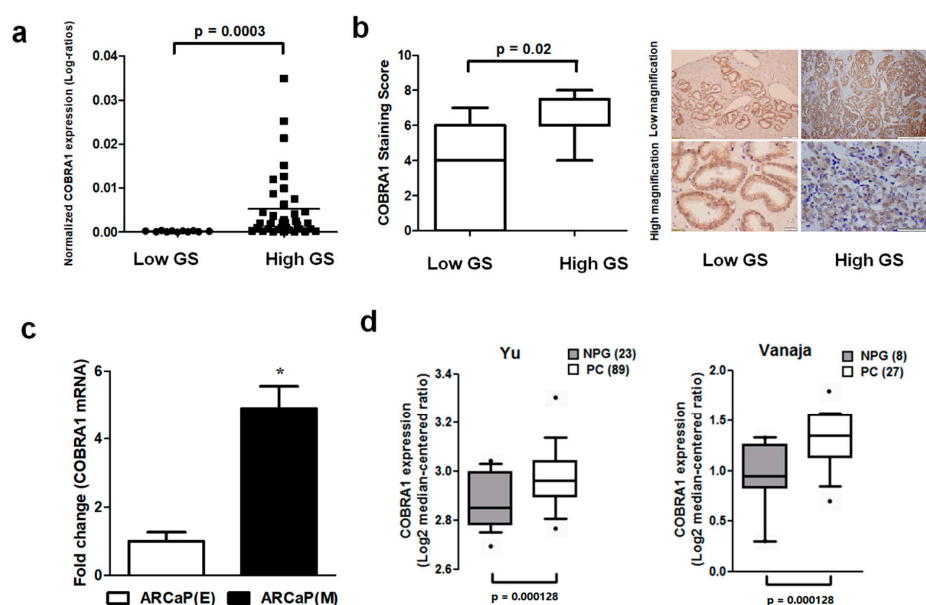 a
p = 0.0003
Normalized COBRA1 expression (Log-ratios)
0.04
0.03
0.02
0.01
0.00
Low GS
High GS
b
p = 0.02
COBRA1 Staining Score
10
8
6
4
2
0
Low GS
High GS
Low magnification
High magnification
Low GS
High GS
c
Fold change (COBRA1 mRNA)
6
4
2
0
*
ARCaP(E)
ARCaP(M)
d
Yu
NPG (23)
PC (89)
COBRA1 expression
(Log2 median-centered ratio)
3.4
3.2
3.0
2.8
2.6
p = 0.000128
Vanaja
NPG (8)
PC (27)
COBRA1 expression
(Log2 median-centered ratio)
2.0
1.5
1.0
0.5
0.0
p = 0.000128